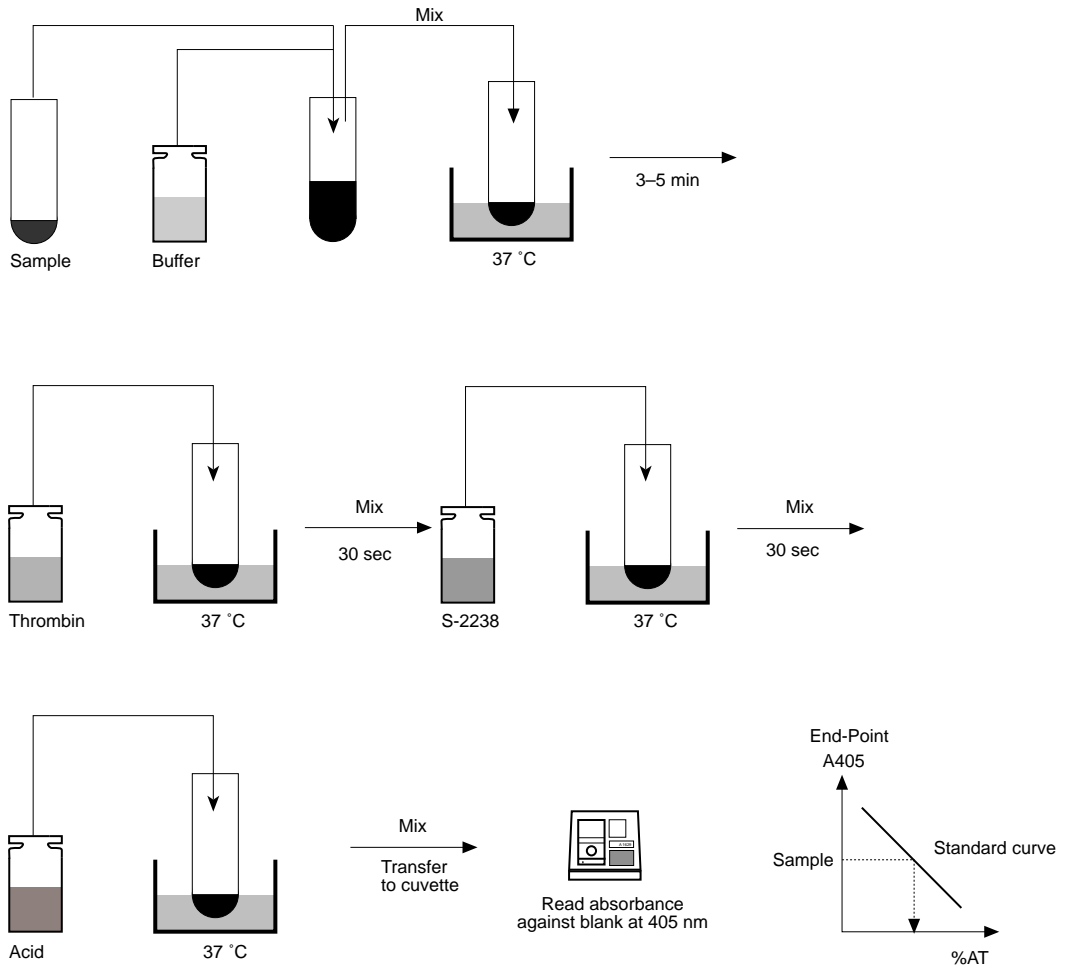 Mix
Sample
Buffer
37 ˚C
3–5 min
Thrombin
37 ˚C
Mix
30 sec
S-2238
37 ˚C
Mix
30 sec
Acid
37 ˚C
Mix
Transfer
to cuvette
Read absorbance
against blank at 405 nm
End-Point
A405
Sample
Standard curve
%AT